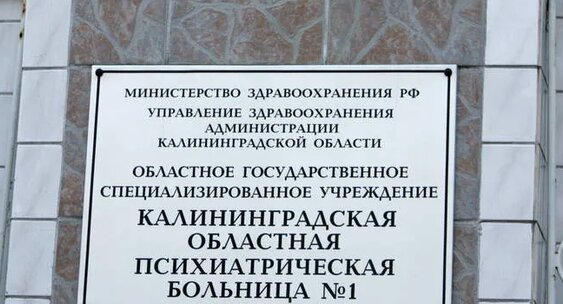 МИНИСТЕРСТВО ЗДРАВООХРАНЕНИЯ РФ
УПРАВЛЕНИЕ ЗДРАВООХРАНЕНИЯ
АДМИНИСТРАЦИИ
КАЛИНИНГРАДСКОЙ ОБЛАСТИ
ОБЛАСТНОЕ ГОСУДАРСТВЕННОЕ
СПЕЦИАЛИЗИРОВАННОЕ УЧРЕЖДЕНИЕ
КАЛИНИНГРАДСКАЯ
ОБЛАСТНАЯ
ПСИХИАТРИЧЕСКАЯ
БОЛЬНИЦА №1